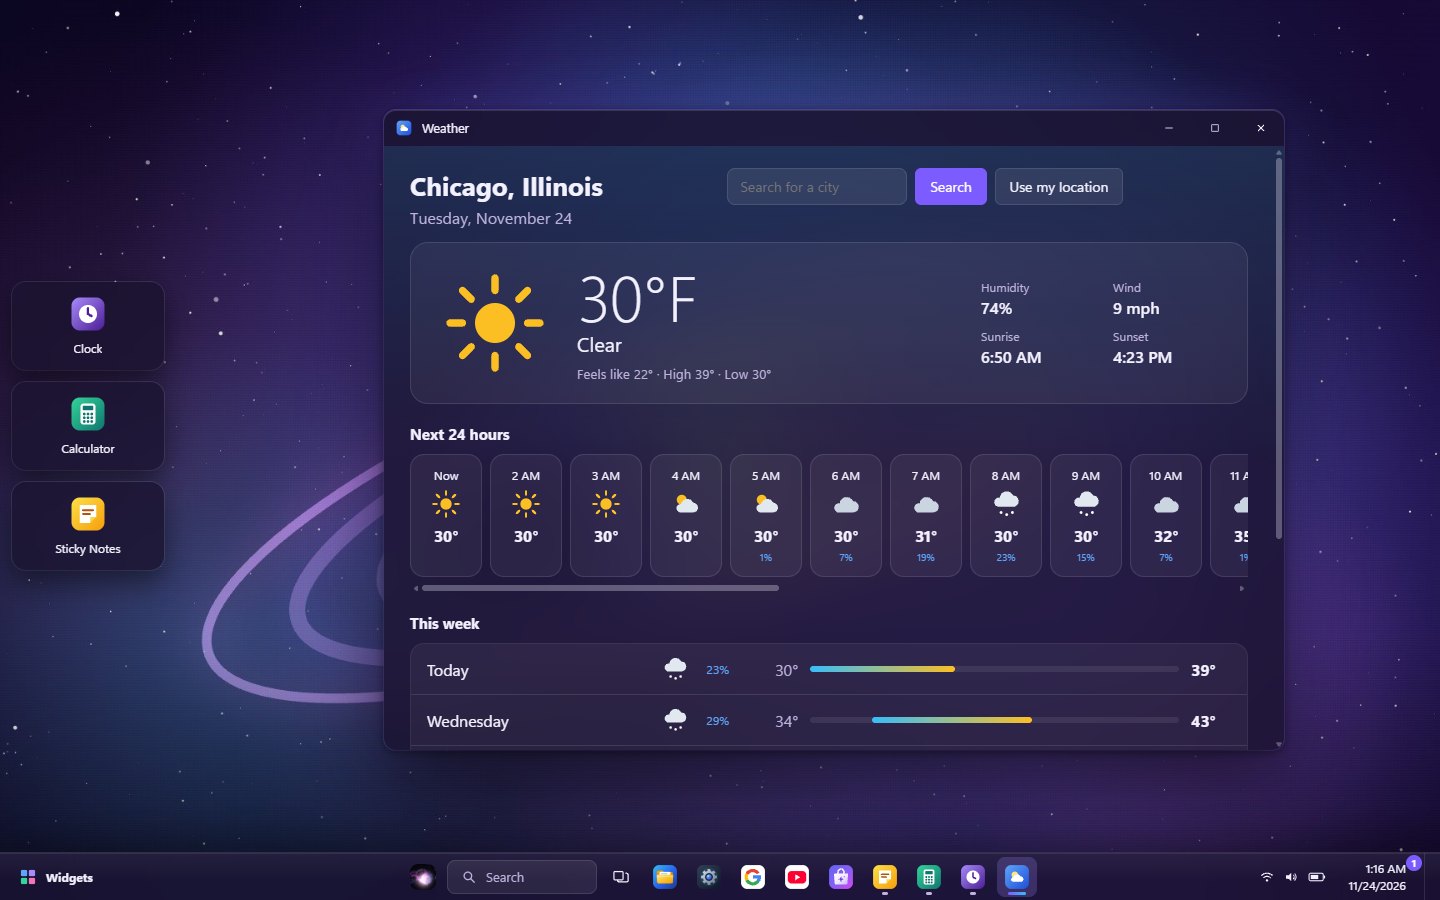 Weather
Chicago, Illinois
Search for a city
Search
Use my location
Tuesday, November 24
30°F
Clear
Feels like 22° · High 39° · Low 30°
Humidity
74%
Wind
9 mph
Sunrise
6:50 AM
Sunset
4:23 PM
Next 24 hours
Now 2 AM 3 AM 4 AM 5 AM 6 AM 7 AM 8 AM 9 AM 10 AM 11 A
30° 30° 30° 30° 30° 30° 31° 30° 30° 32° 35
1% 7% 19% 23% 15% 7% 1%
This week
Today 23% 30° 39°
Wednesday 29% 34° 43°
Clock
Calculator
Sticky Notes
Widgets
Search
1:16 AM
1
11/24/2026